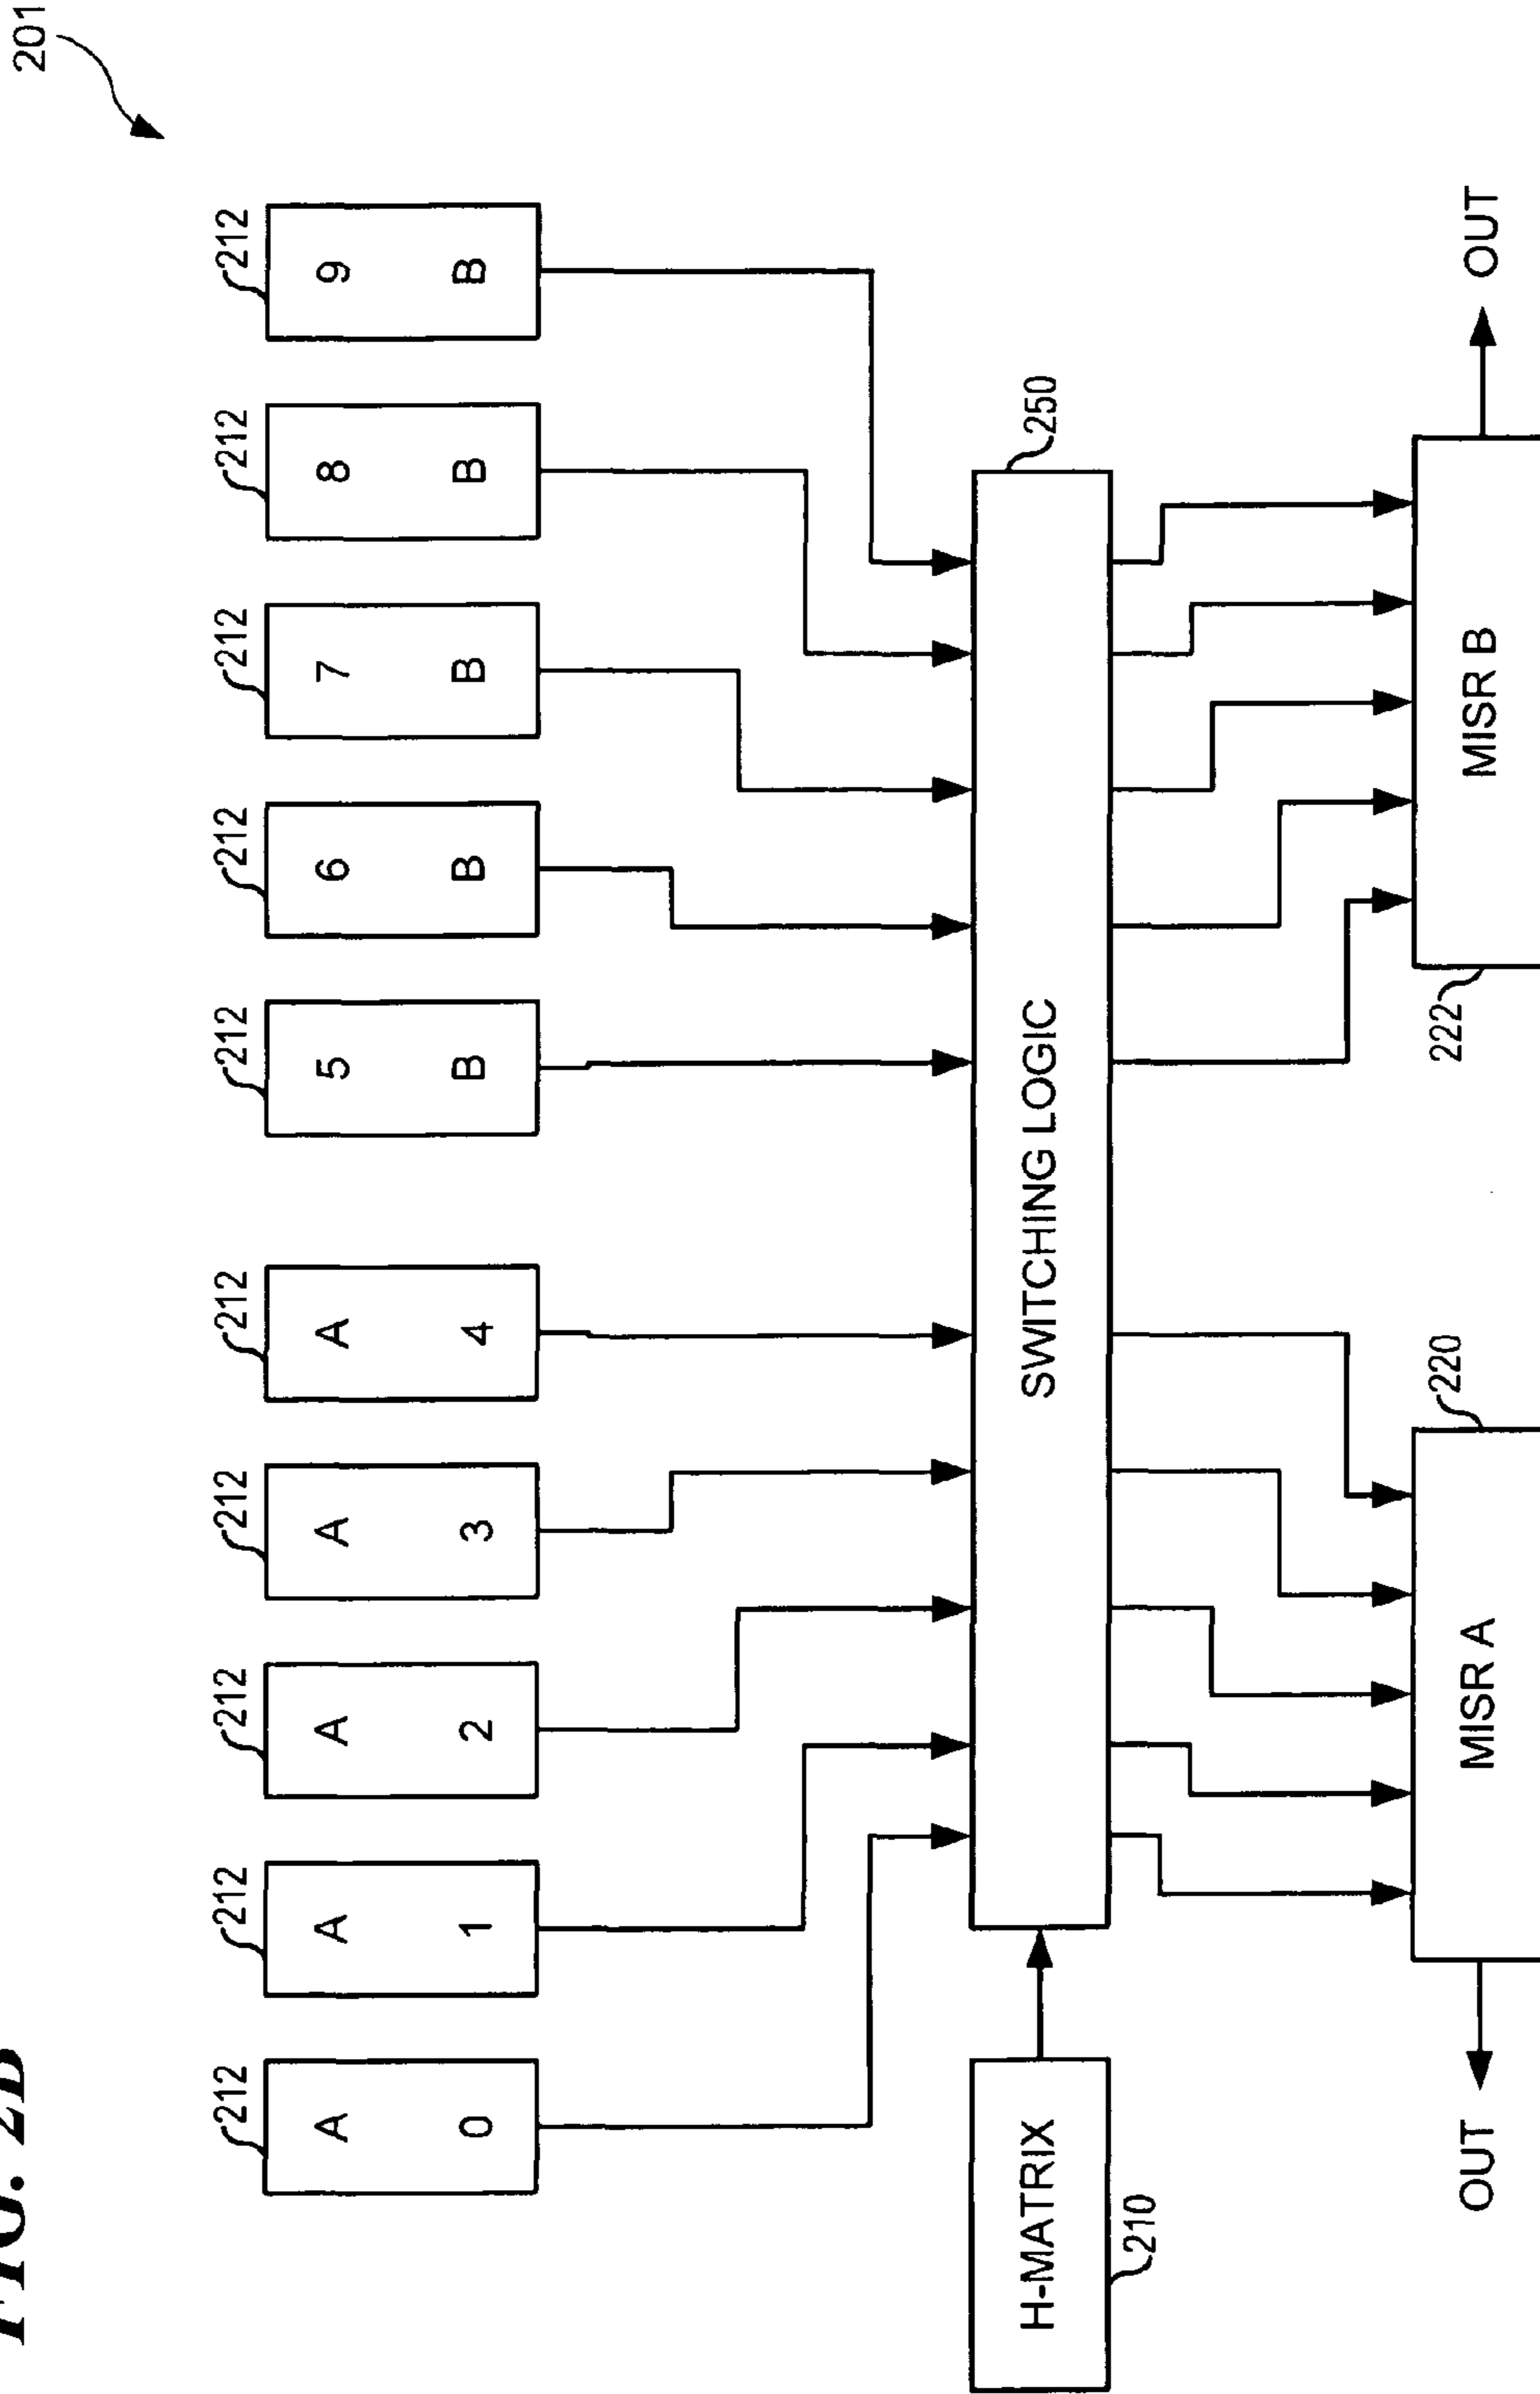 FIG. 2B
201
212 212 212 212 212 212 212 212 212 212
A A A A A 5 6 7 8 9
0 1 2 3 4 B B B B B
H-MATRIX SWITCHING LOGIC 250
210
220 222
OUT MISR A MISR B OUT